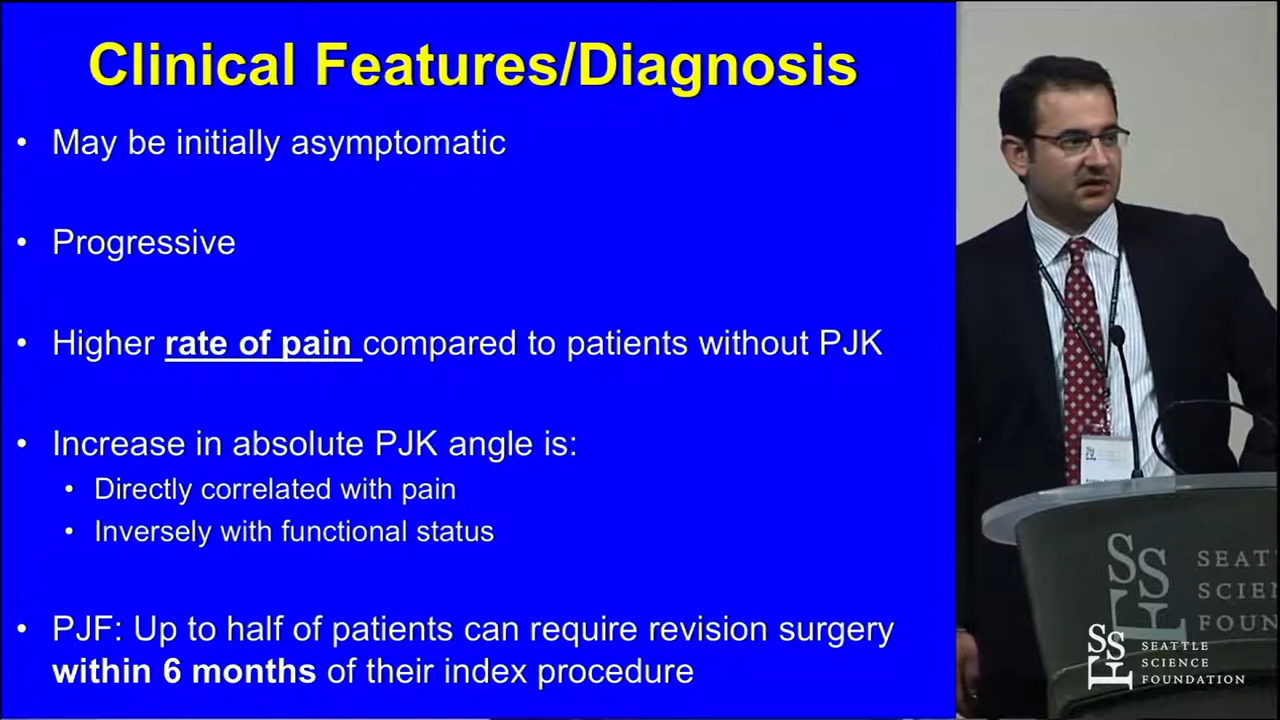 Clinical Features/Diagnosis
• May be initially asymptomatic
• Progressive
• Higher rate of pain compared to patients without PJK
• Increase in absolute PJK angle is:
• Directly correlated with pain
• Inversely with functional status
• PJF: Up to half of patients can require revision surgery
within 6 months of their index procedure
SSF
SEATTLE
SCIENCE
FOUNDATION